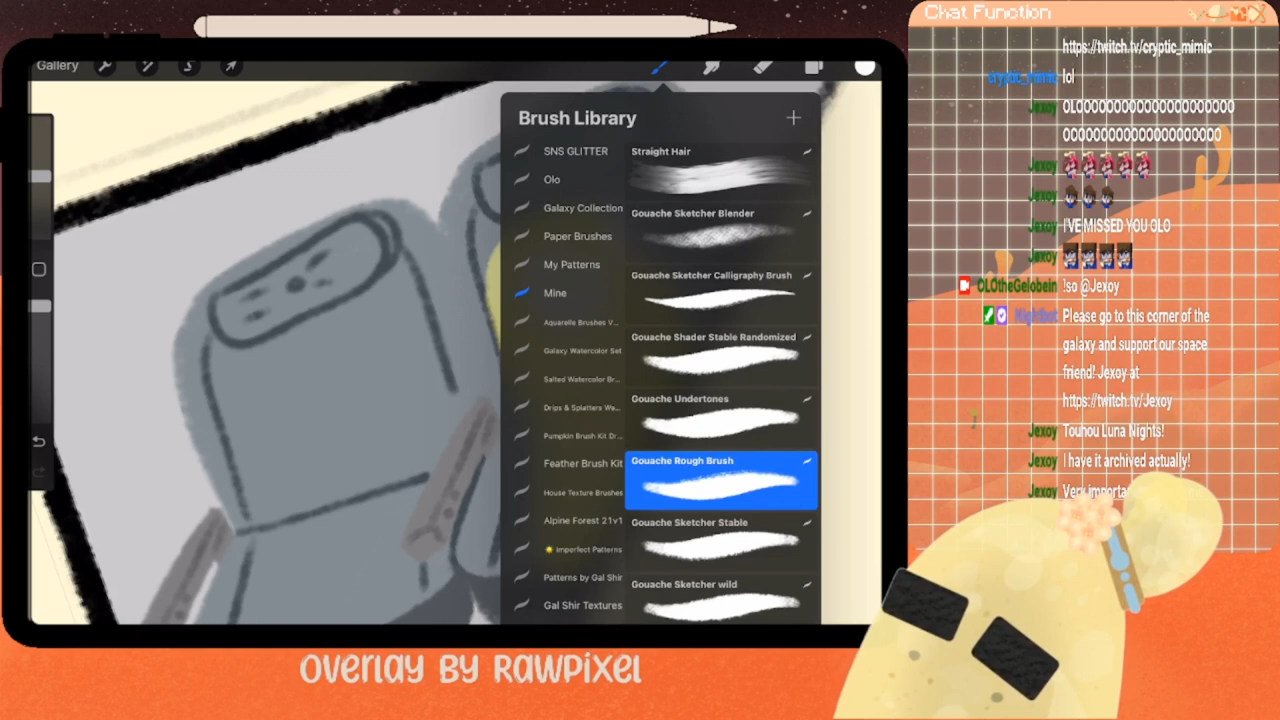 Gallery
Brush Library
SNS GLITTER
Olo
Galaxy Collection
Paper Brushes
My Patterns
Mine
Aquarelle Brushes V...
Galaxy Watercolor Set
Salted Watercolor Br...
Drips & Splatters We...
Pumpkin Brush Kit Dr...
Feather Brush Kit
House Texture Brushes
Alpine Forest 21v1
Imperfect Patterns
Patterns by Gal Shir
Gal Shir Textures
Straight Hair
Gouache Sketcher Blender
Gouache Sketcher Calligraphy Brush
Gouache Shader Stable Randomized
Gouache Undertones
Gouache Rough Brush
Gouache Sketcher Stable
Gouache Sketcher wild
OVERLAY BY RAWPIXEL
Chat Function
https://twitch.tv/cryptic_mimic
cryptic_mimic lol
Jexoy OLOOOOOOOOOOOOOOOOOOOOO
OOOOOOOOOOOOOOOOOOOO
Jexoy
Jexoy
Jexoy I'VE MISSED YOU OLO
Jexoy
OLOtheGelobein !so @Jexoy
Nightbot Please go to this corner of the
galaxy and support our space
friend! Jexoy at
https://twitch.tv/Jexoy
Jexoy Touhou Luna Nights!
Jexoy I have it archived actually!
Jexoy Very